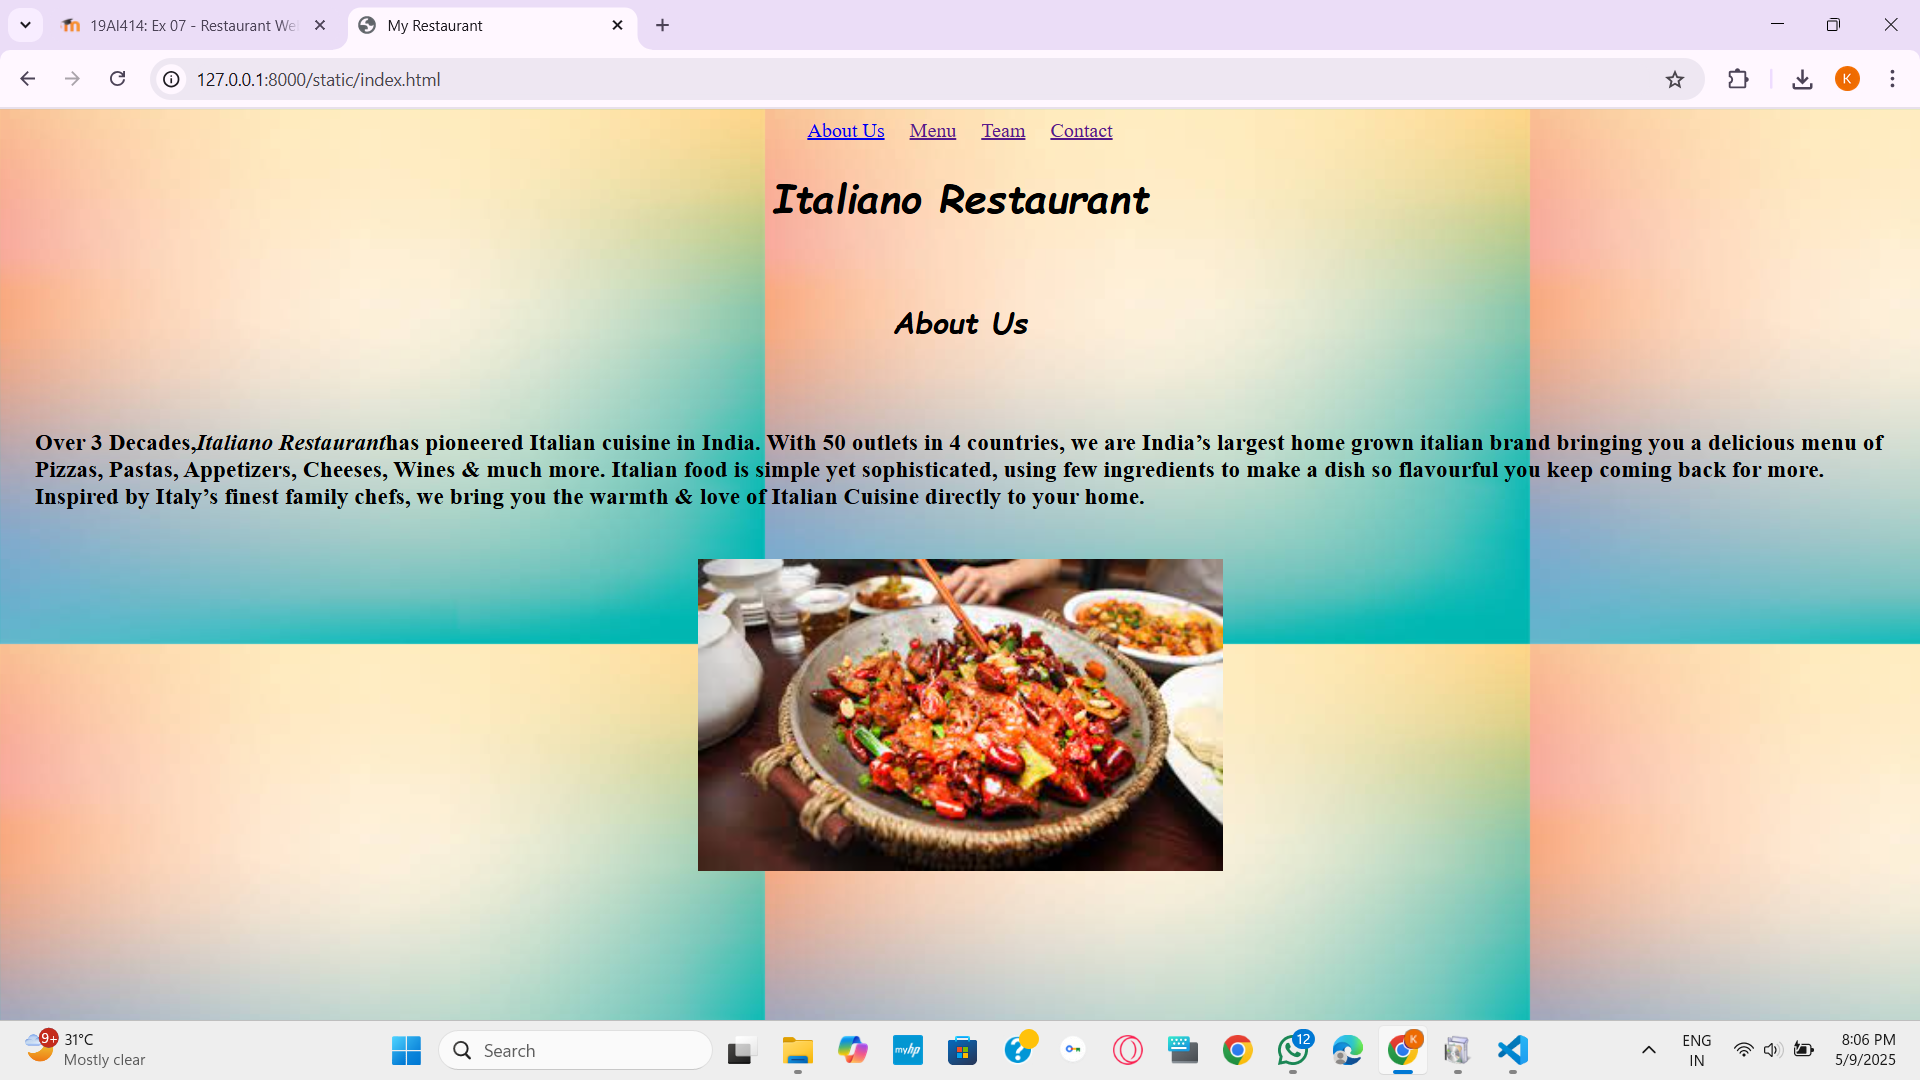 19AI414: Ex 07 - Restaurant We
My Restaurant
127.0.0.1:8000/static/index.html
K
About Us Menu Team Contact
Italiano Restaurant
About Us
Over 3 Decades,Italiano Restauranthas pioneered Italian cuisine in India. With 50 outlets in 4 countries, we are India’s largest home grown italian brand bringing you a delicious menu of
Pizzas, Pastas, Appetizers, Cheeses, Wines & much more. Italian food is simple yet sophisticated, using few ingredients to make a dish so flavourful you keep coming back for more.
Inspired by Italy’s finest family chefs, we bring you the warmth & love of Italian Cuisine directly to your home.
9+
31°C
Mostly clear
Search
myhp
12
K
ENG
IN
8:06 PM
5/9/2025